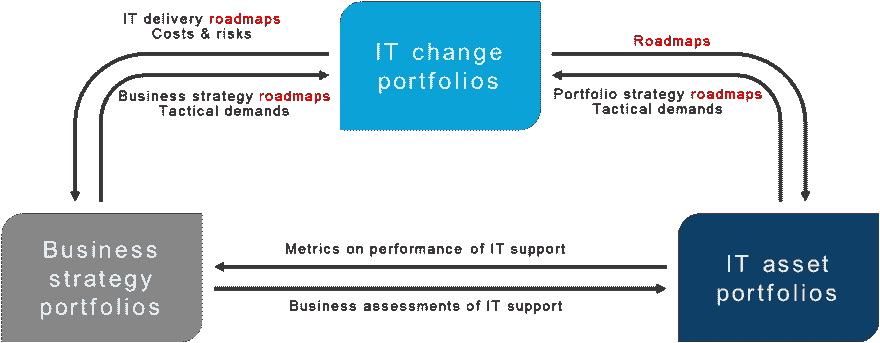 IT delivery roadmaps
Costs & risks
IT change
portfolios
Roadmaps
Business strategy roadmaps
Tactical demands
Portfolio strategy roadmaps
Tactical demands
Business
strategy
portfolios
Metrics on performance of IT support
Business assessments of IT support
IT asset
portfolios